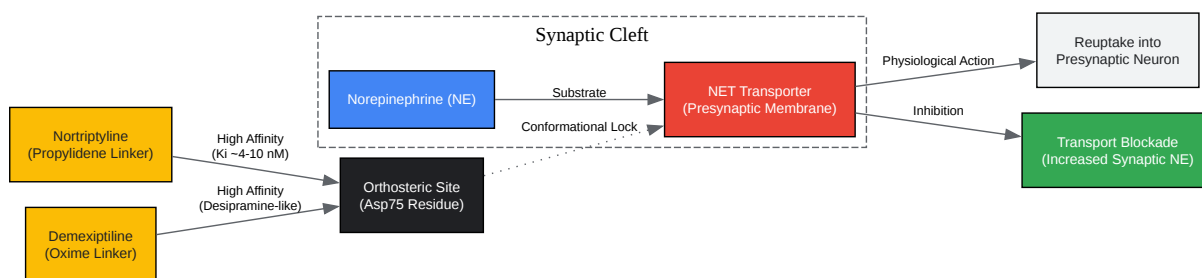 Synaptic Cleft
Nortriptyline
(Propylidene Linker)
Demexiptiline
(Oxime Linker)
High Affinity
(Ki ~4-10 nM)
High Affinity
(Desipramine-like)
Norepinephrine (NE)
Orthosteric Site
(Asp75 Residue)
Substrate
Conformational Lock
NET Transporter
(Presynaptic Membrane)
Physiological Action
Inhibition
Reuptake into
Presynaptic Neuron
Transport Blockade
(Increased Synaptic NE)